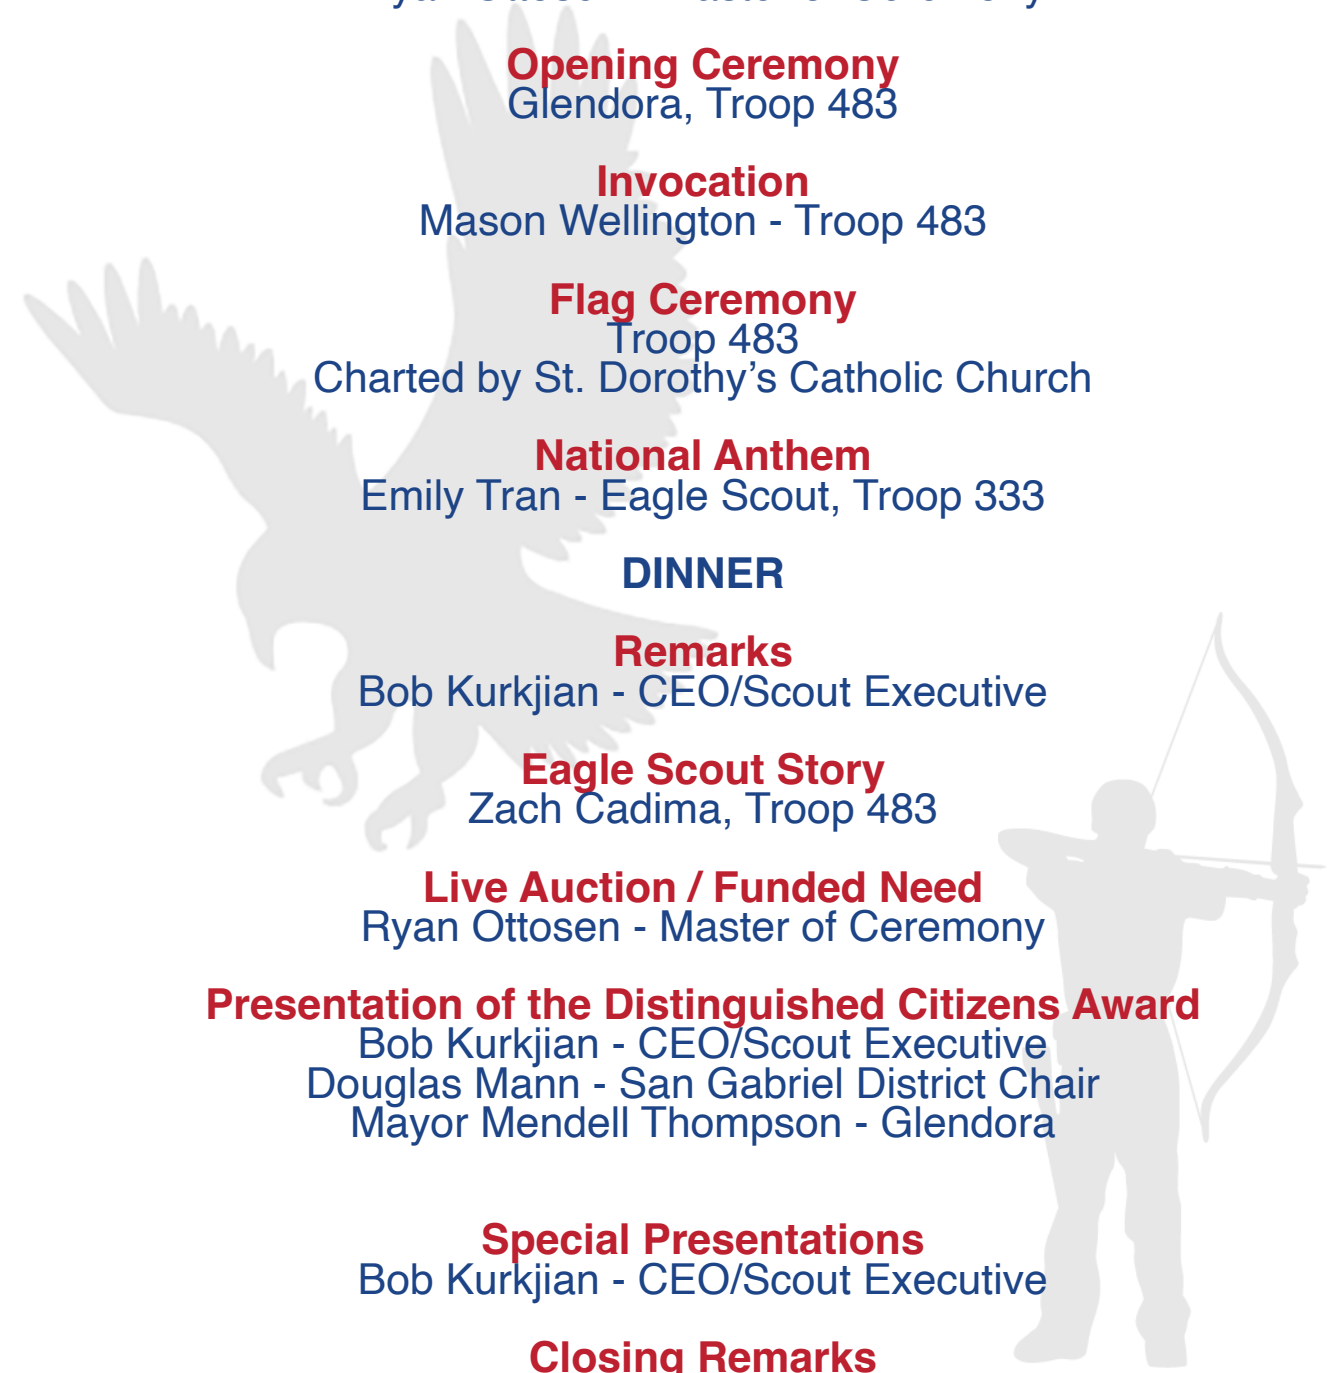 Opening Ceremony
Glendora, Troop 483
Invocation
Mason Wellington - Troop 483
Flag Ceremony
Troop 483
Charted by St. Dorothy's Catholic Church
National Anthem
Emily Tran - Eagle Scout, Troop 333
DINNER
Remarks
Bob Kurkjian - CEO/Scout Executive
Eagle Scout Story
Zach Cadima, Troop 483
Live Auction / Funded Need
Ryan Ottosen - Master of Ceremony
Presentation of the Distinguished Citizens Award
Bob Kurkjian - CEO/Scout Executive
Douglas Mann - San Gabriel District Chair
Mayor Mendell Thompson - Glendora
Special Presentations
Bob Kurkjian - CEO/Scout Executive
Closing Remarks